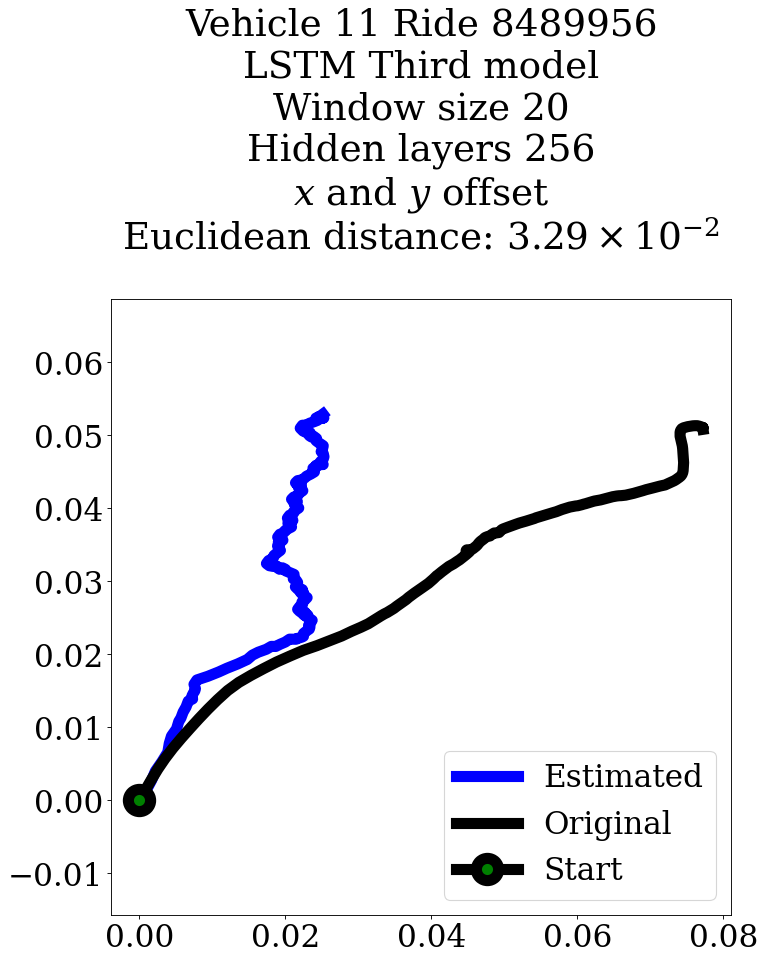 Vehicle 11 Ride 8489956
LSTM Third model
Window size 20
Hidden layers 256
x and y offset
Euclidean distance: 3.29 × 10⁻²
0.06
0.05
0.04
0.03
0.02
0.01
0.00
−0.01
Estimated
Original
Start
0.00 0.02 0.04 0.06 0.08